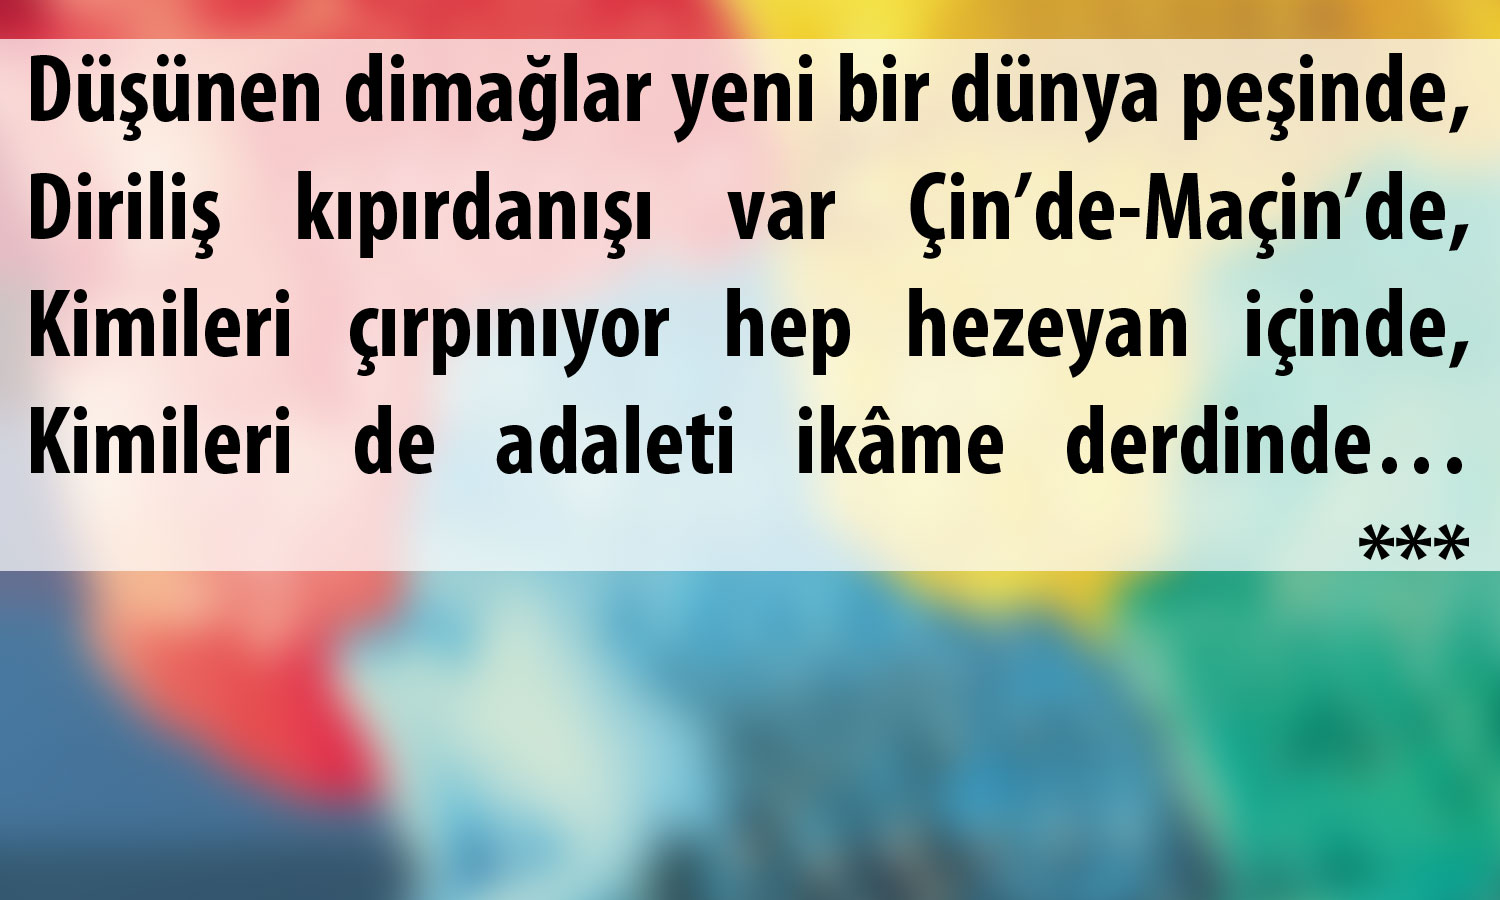 Düşünen dimağlar yeni bir dünya peşinde,
Diriliş kıpırdanışı var Çin’de-Maçin’de,
Kimileri çırpınıyor hep hezeyan içinde,
Kimileri de adaleti ikâme derdinde…
***